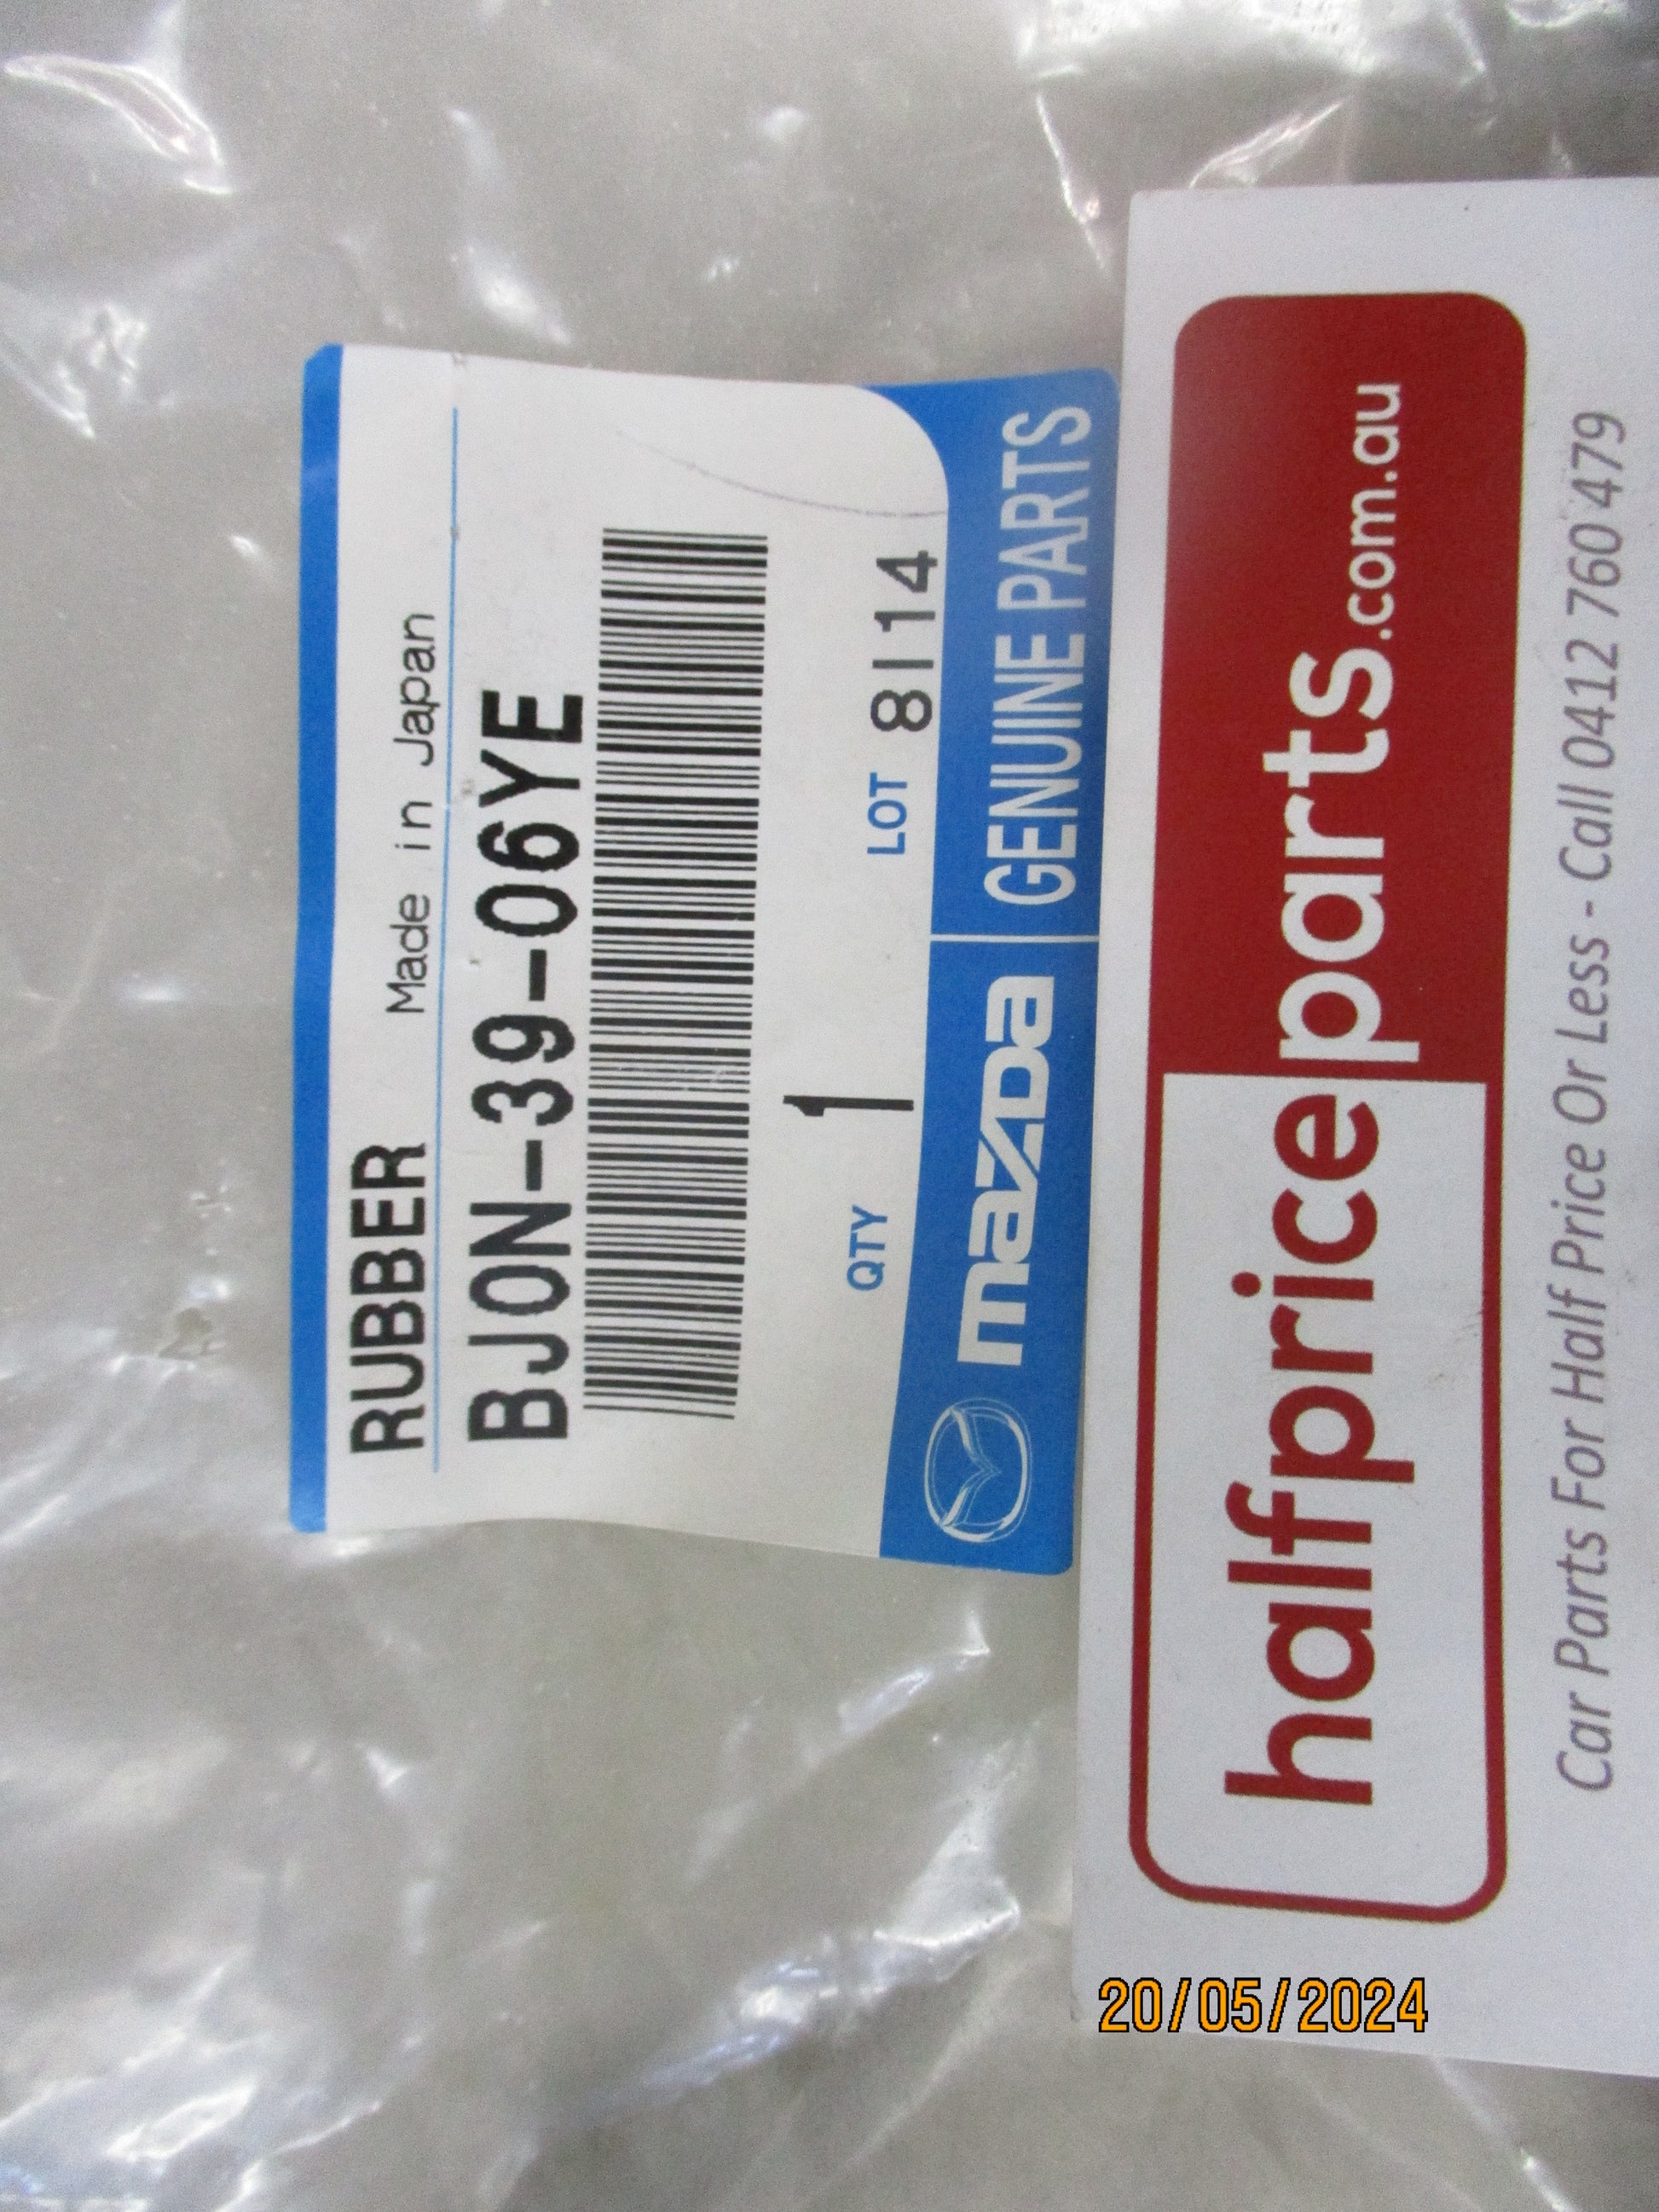 RUBBER Made in Japan
BJ0N-39-06YE
QTY 1 LOT 8I14
mazda GENUINE PARTS
halfpriceparts.com.au
Car Parts For Half Price Or Less - Call 0412 760 479
20/05/2024